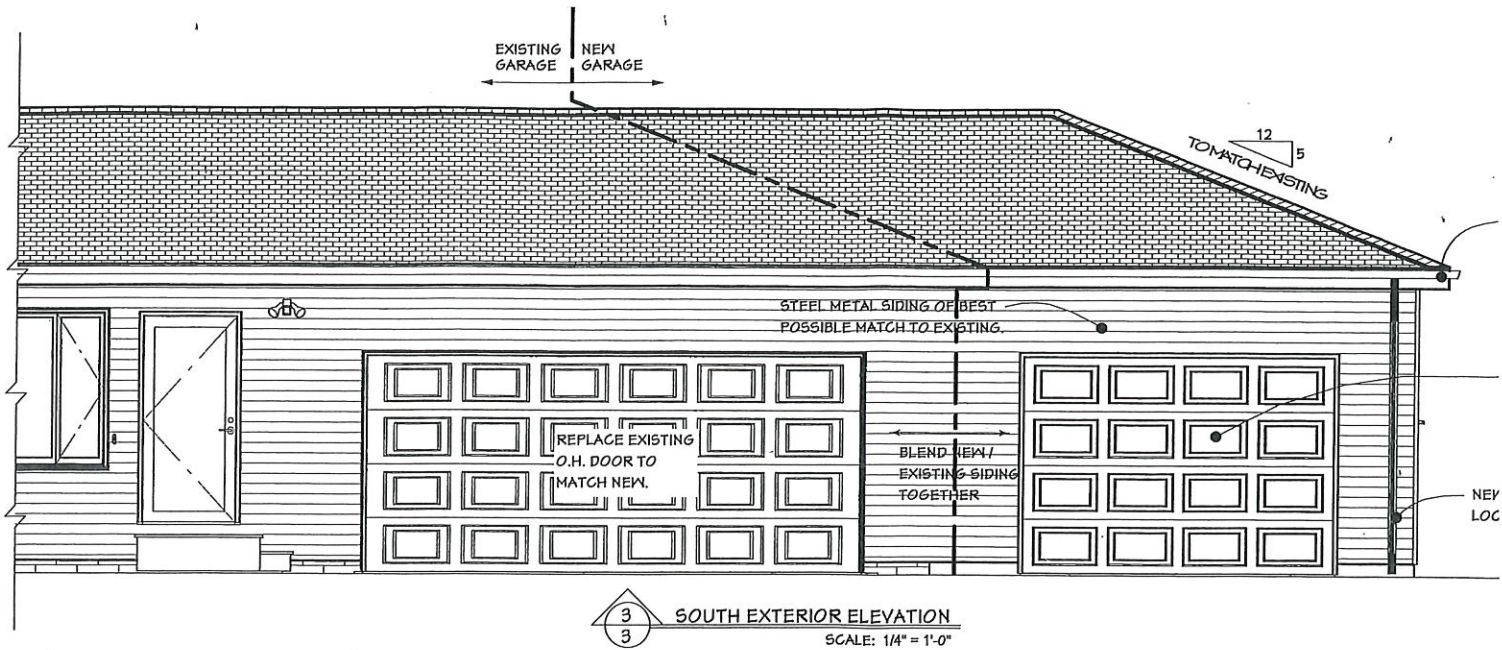 EXISTING
GARAGE
NEW
GARAGE
12
5
TO MATCH EXISTING
STEEL METAL SIDING OF BEST
POSSIBLE MATCH TO EXISTING.
REPLACE EXISTING
O.H. DOOR TO
MATCH NEW.
BLEND NEW /
EXISTING SIDING
TOGETHER
NEW
LOC
3
3
SOUTH EXTERIOR ELEVATION
SCALE: 1/4" = 1'-0"